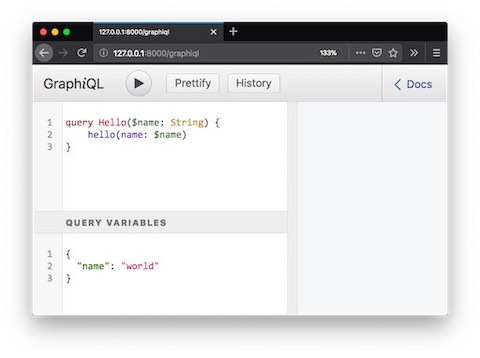 127.0.0.1:8000/graphiql
127.0.0.1:8000/graphiql 133%
GraphiQL Prettify History Docs
1 query Hello($name: String) {
2 hello(name: $name)
3 }
QUERY VARIABLES
1 {
2 "name": "world"
3 }